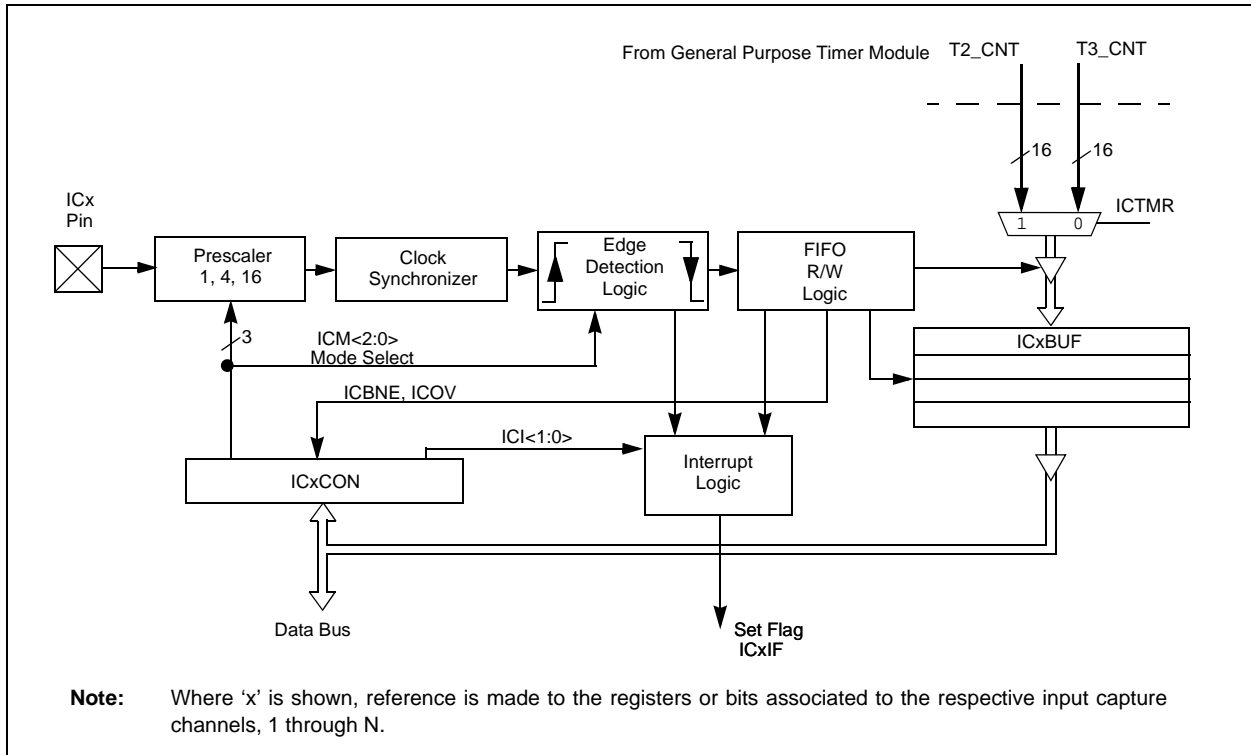 From General Purpose Timer Module
T2_CNT
T3_CNT
16
16
ICx
Pin
ICTMR
1
0
Prescaler
1, 4, 16
Clock
Synchronizer
Edge
Detection
Logic
FIFO
R/W
Logic
3
ICM<2:0>
Mode Select
ICxBUF
ICBNE, ICOV
ICI<1:0>
ICxCON
Interrupt
Logic
Data Bus
Set Flag
ICxIF
Note: Where ‘x’ is shown, reference is made to the registers or bits associated to the respective input capture
channels, 1 through N.